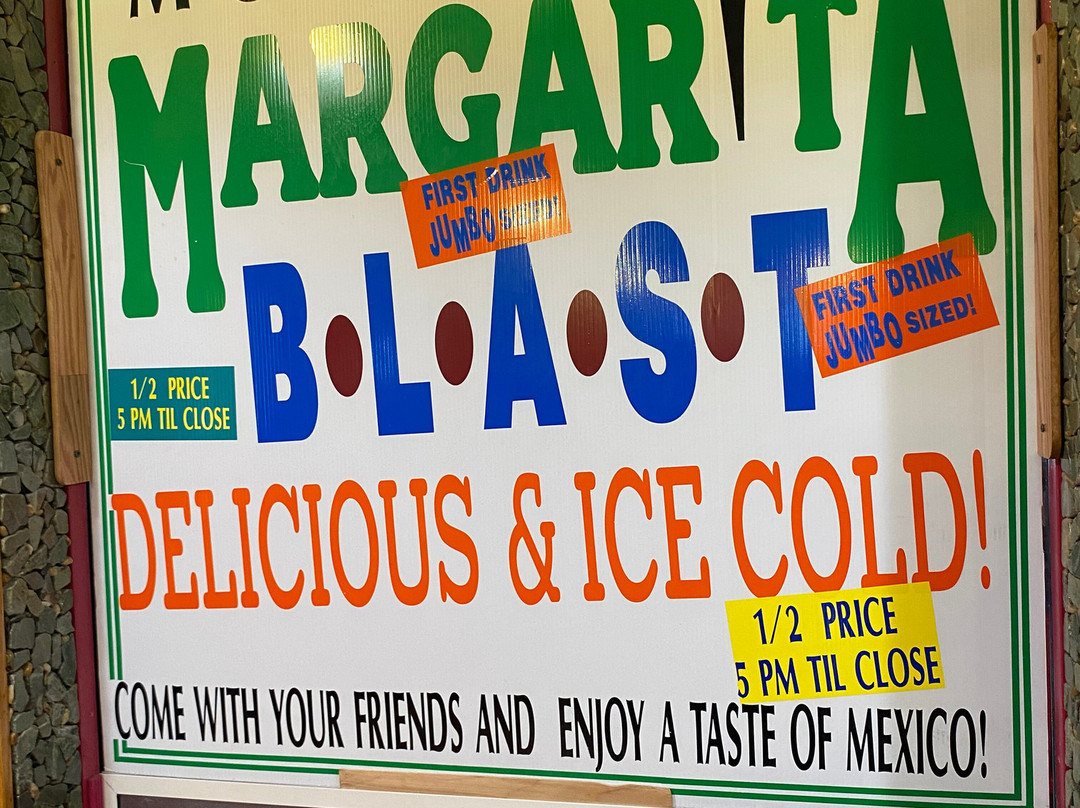 MARGARITA
FIRST DRINK
JUMBO SIZED!
B•L•A•S•T
FIRST DRINK
JUMBO SIZED!
1/2 PRICE
5 PM TIL CLOSE
DELICIOUS & ICE COLD!
1/2 PRICE
5 PM TIL CLOSE
COME WITH YOUR FRIENDS AND ENJOY A TASTE OF MEXICO!